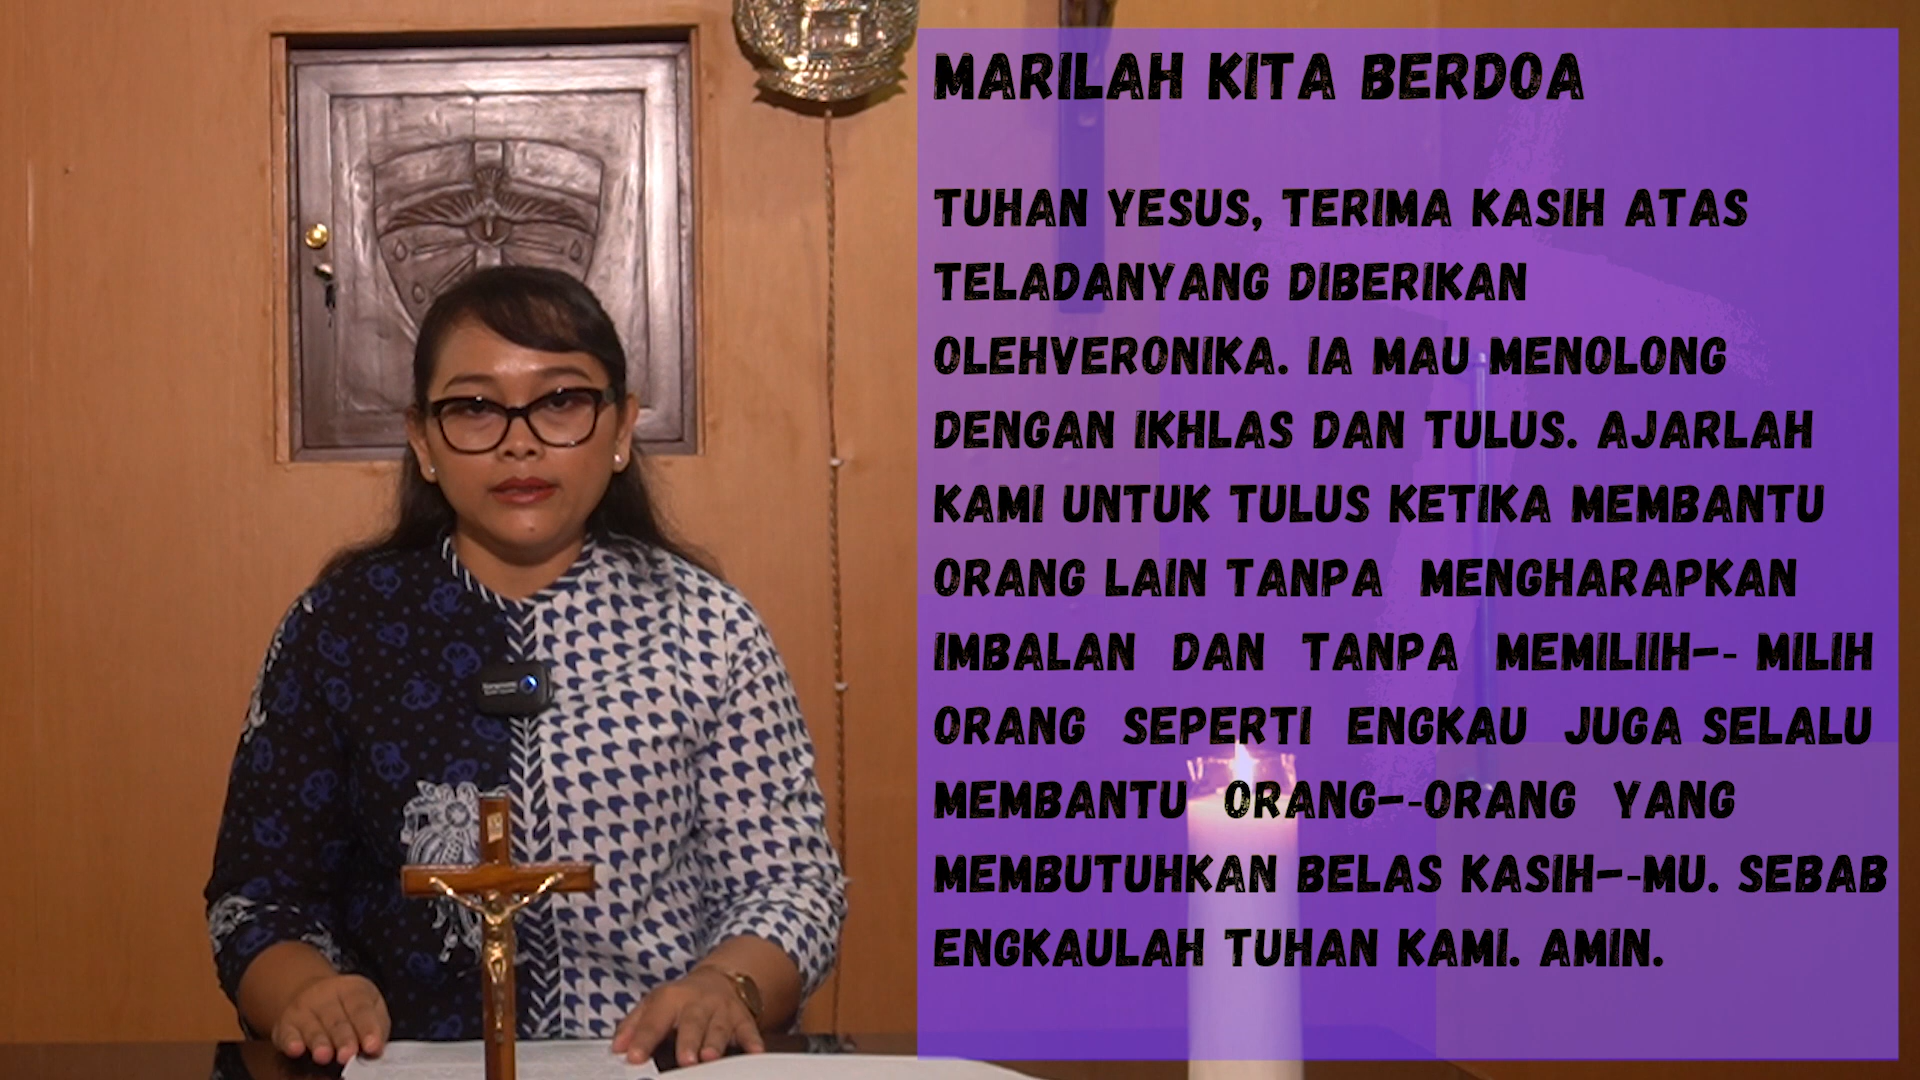 MARILAH KITA BERDOA
TUHAN YESUS, TERIMA KASIH ATAS
TELADANYANG DIBERIKAN
OLEHVERONIKA. IA MAU MENOLONG
DENGAN IKHLAS DAN TULUS. AJARLAH
KAMI UNTUK TULUS KETIKA MEMBANTU
ORANG LAIN TANPA MENGHARAPKAN
IMBALAN DAN TANPA MEMILIIH-- MILIH
ORANG SEPERTI ENGKAU JUGA SELALU
MEMBANTU ORANG--ORANG YANG
MEMBUTUHKAN BELAS KASIH--MU. SEBAB
ENGKAULAH TUHAN KAMI. AMIN.